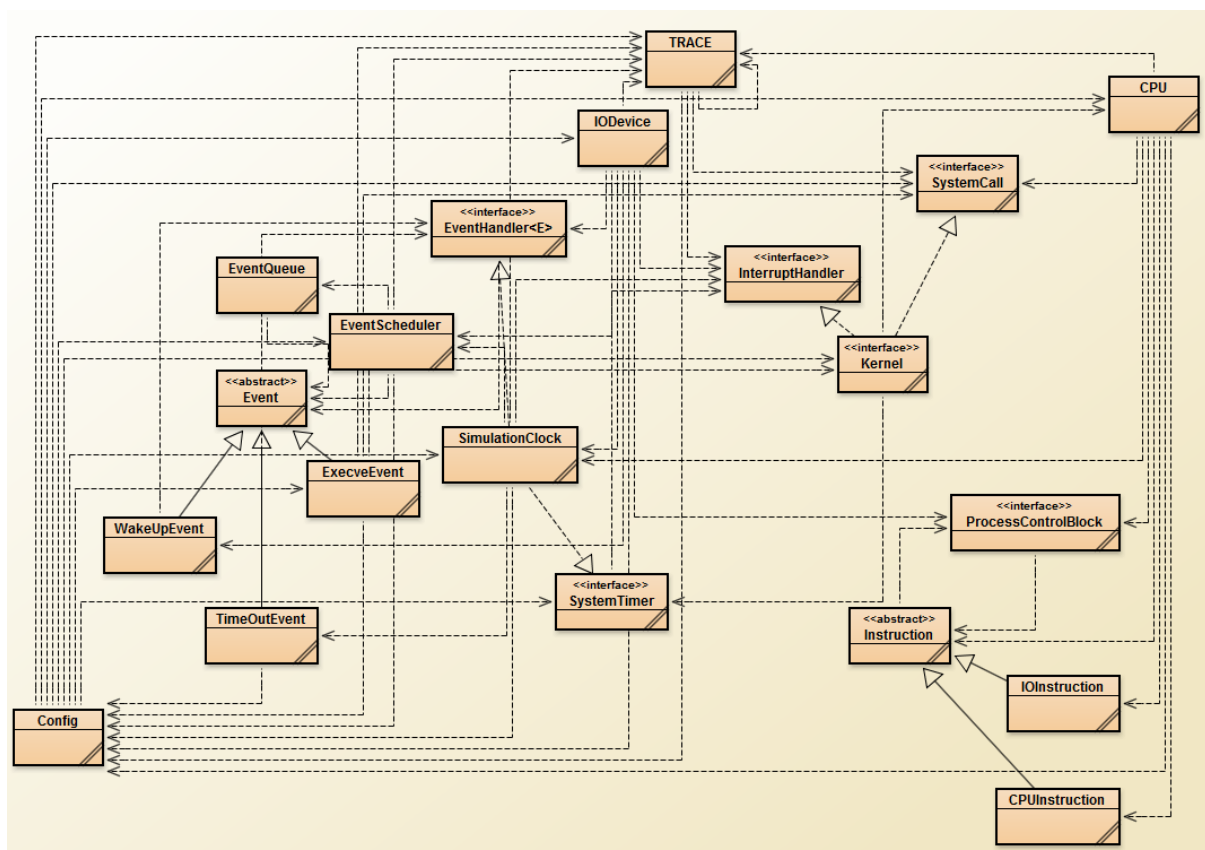 TRACE
CPU
IODevice
<<interface>>
SystemCall
<<interface>>
EventHandler<E>
<<interface>>
InterruptHandler
EventQueue
EventScheduler
<<interface>>
Kernel
<<abstract>>
Event
SimulationClock
ExecveEvent
<<interface>>
ProcessControlBlock
WakeUpEvent
<<interface>>
SystemTimer
TimeOutEvent
<<abstract>>
Instruction
IOInstruction
Config
CPUInstruction